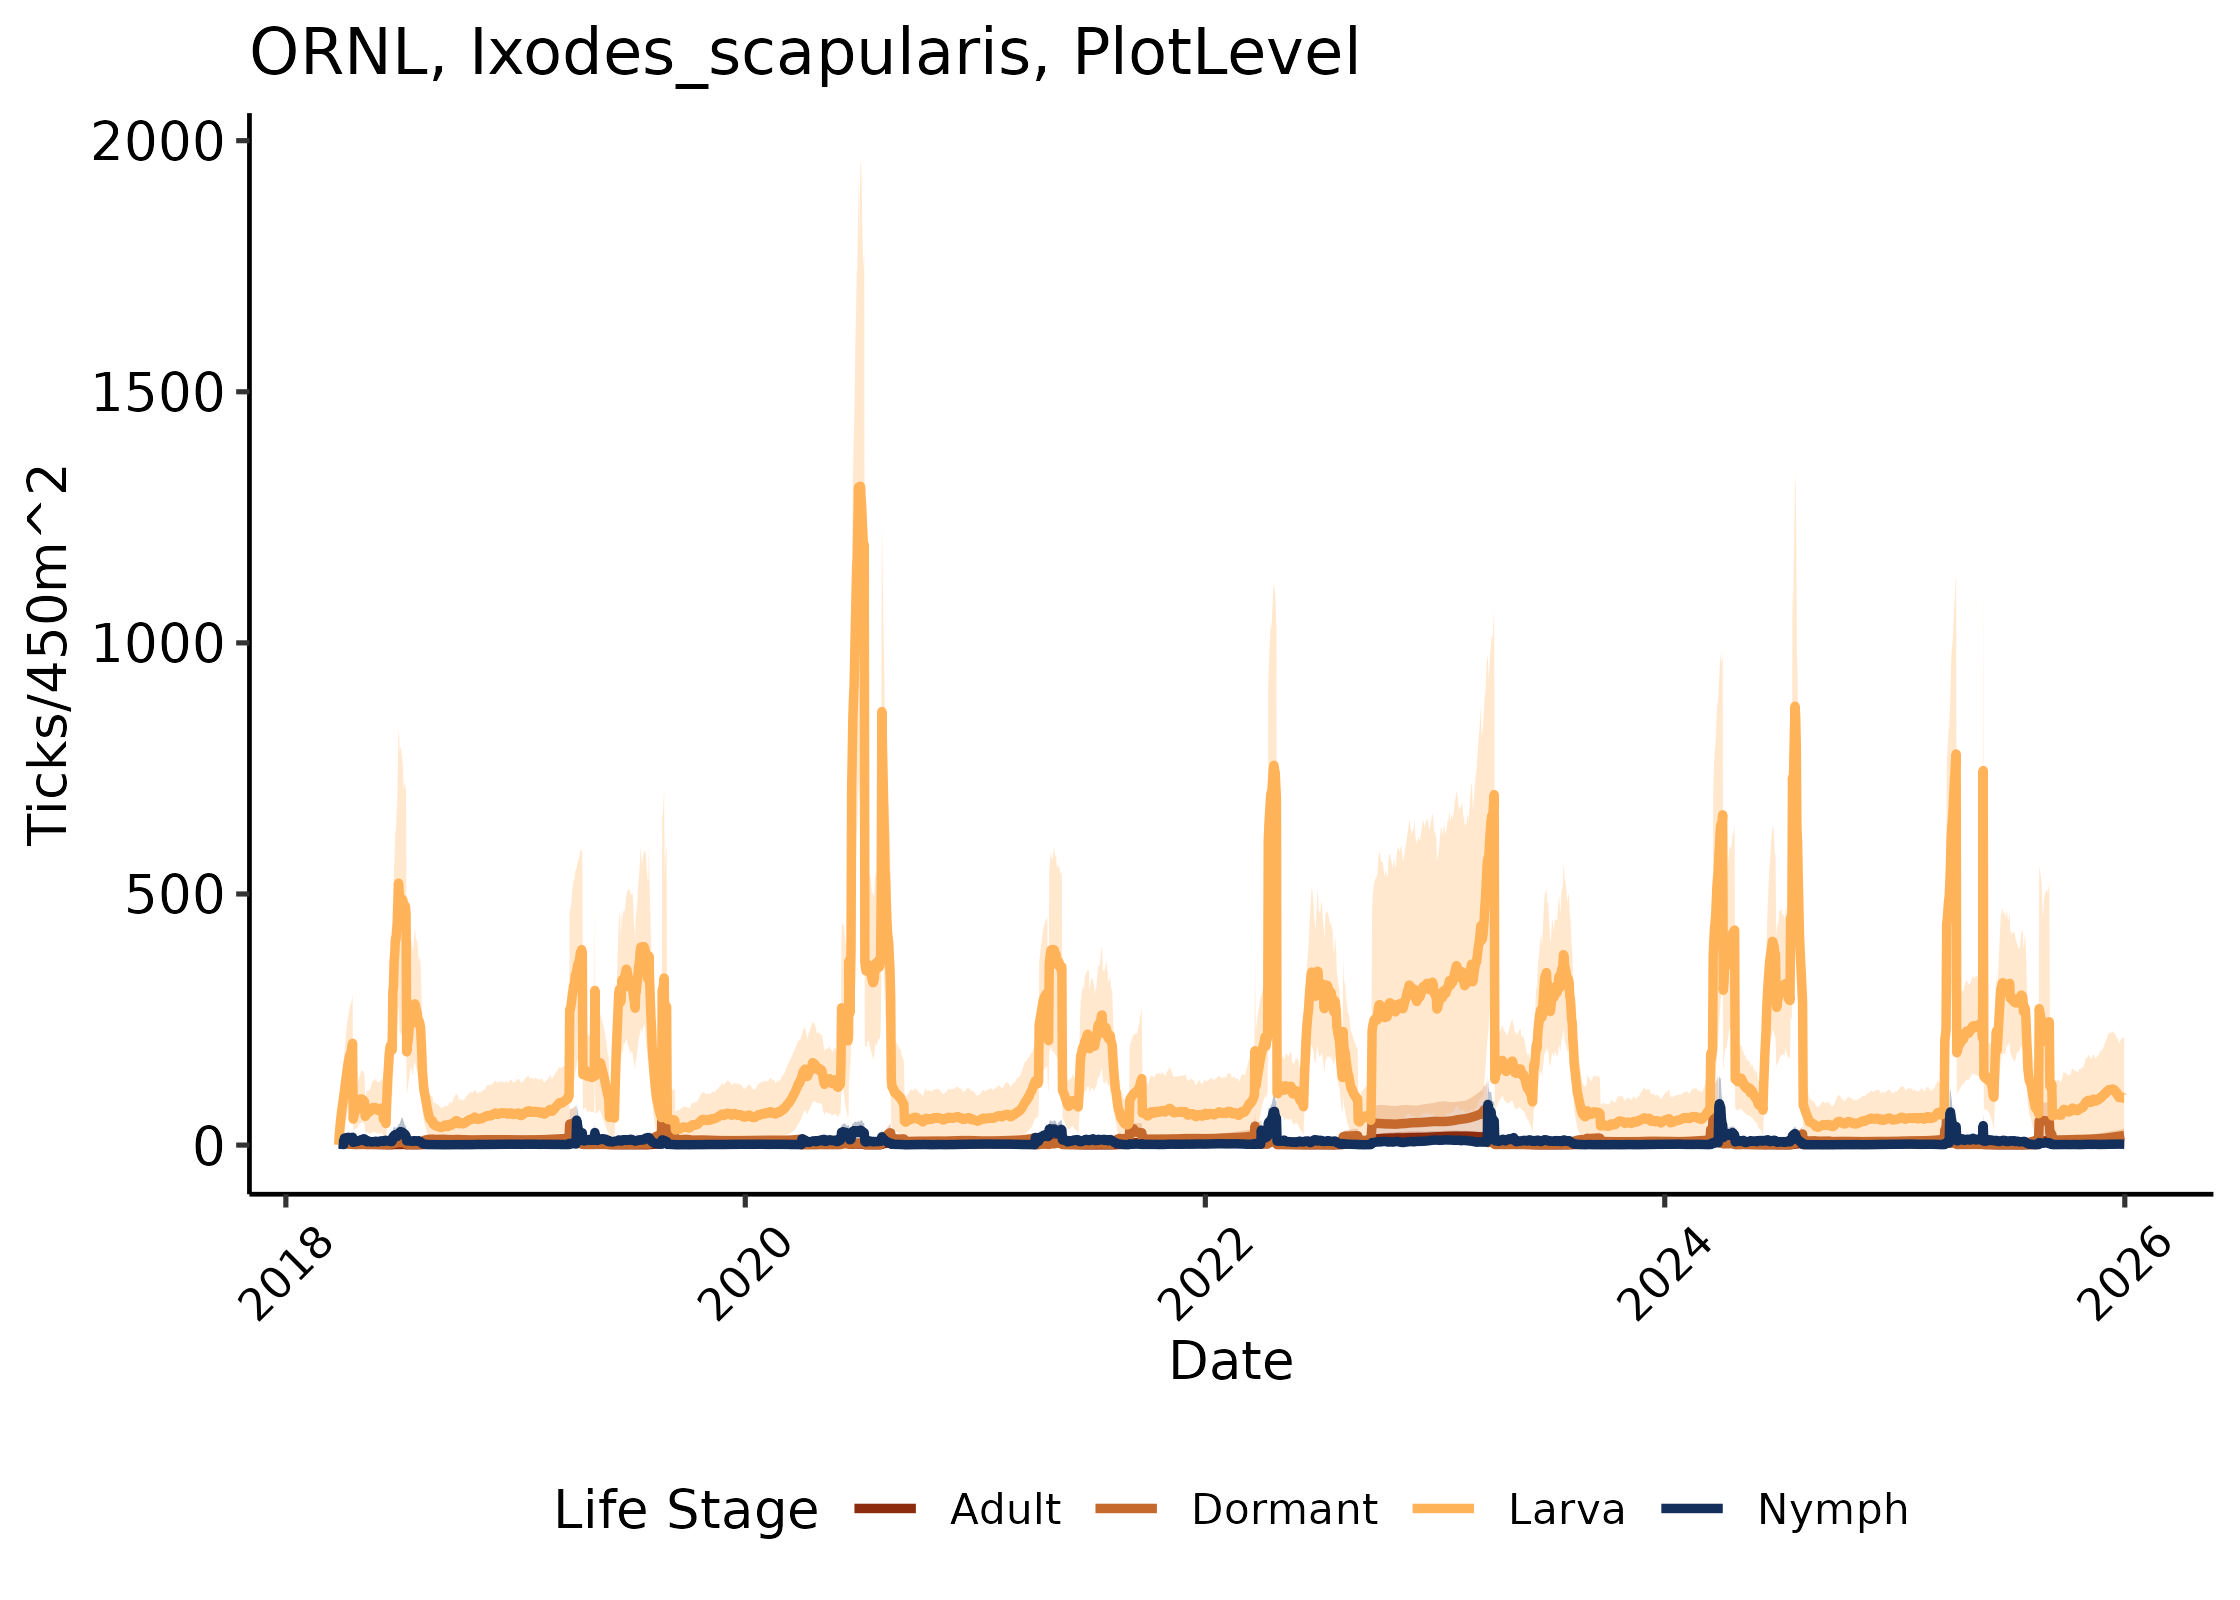 ORNL, Ixodes_scapularis, PlotLevel
Ticks/450m^2
2000
1500
1000
500
0
2018
2020
2022
2024
2026
Date
Life Stage
Adult
Dormant
Larva
Nymph